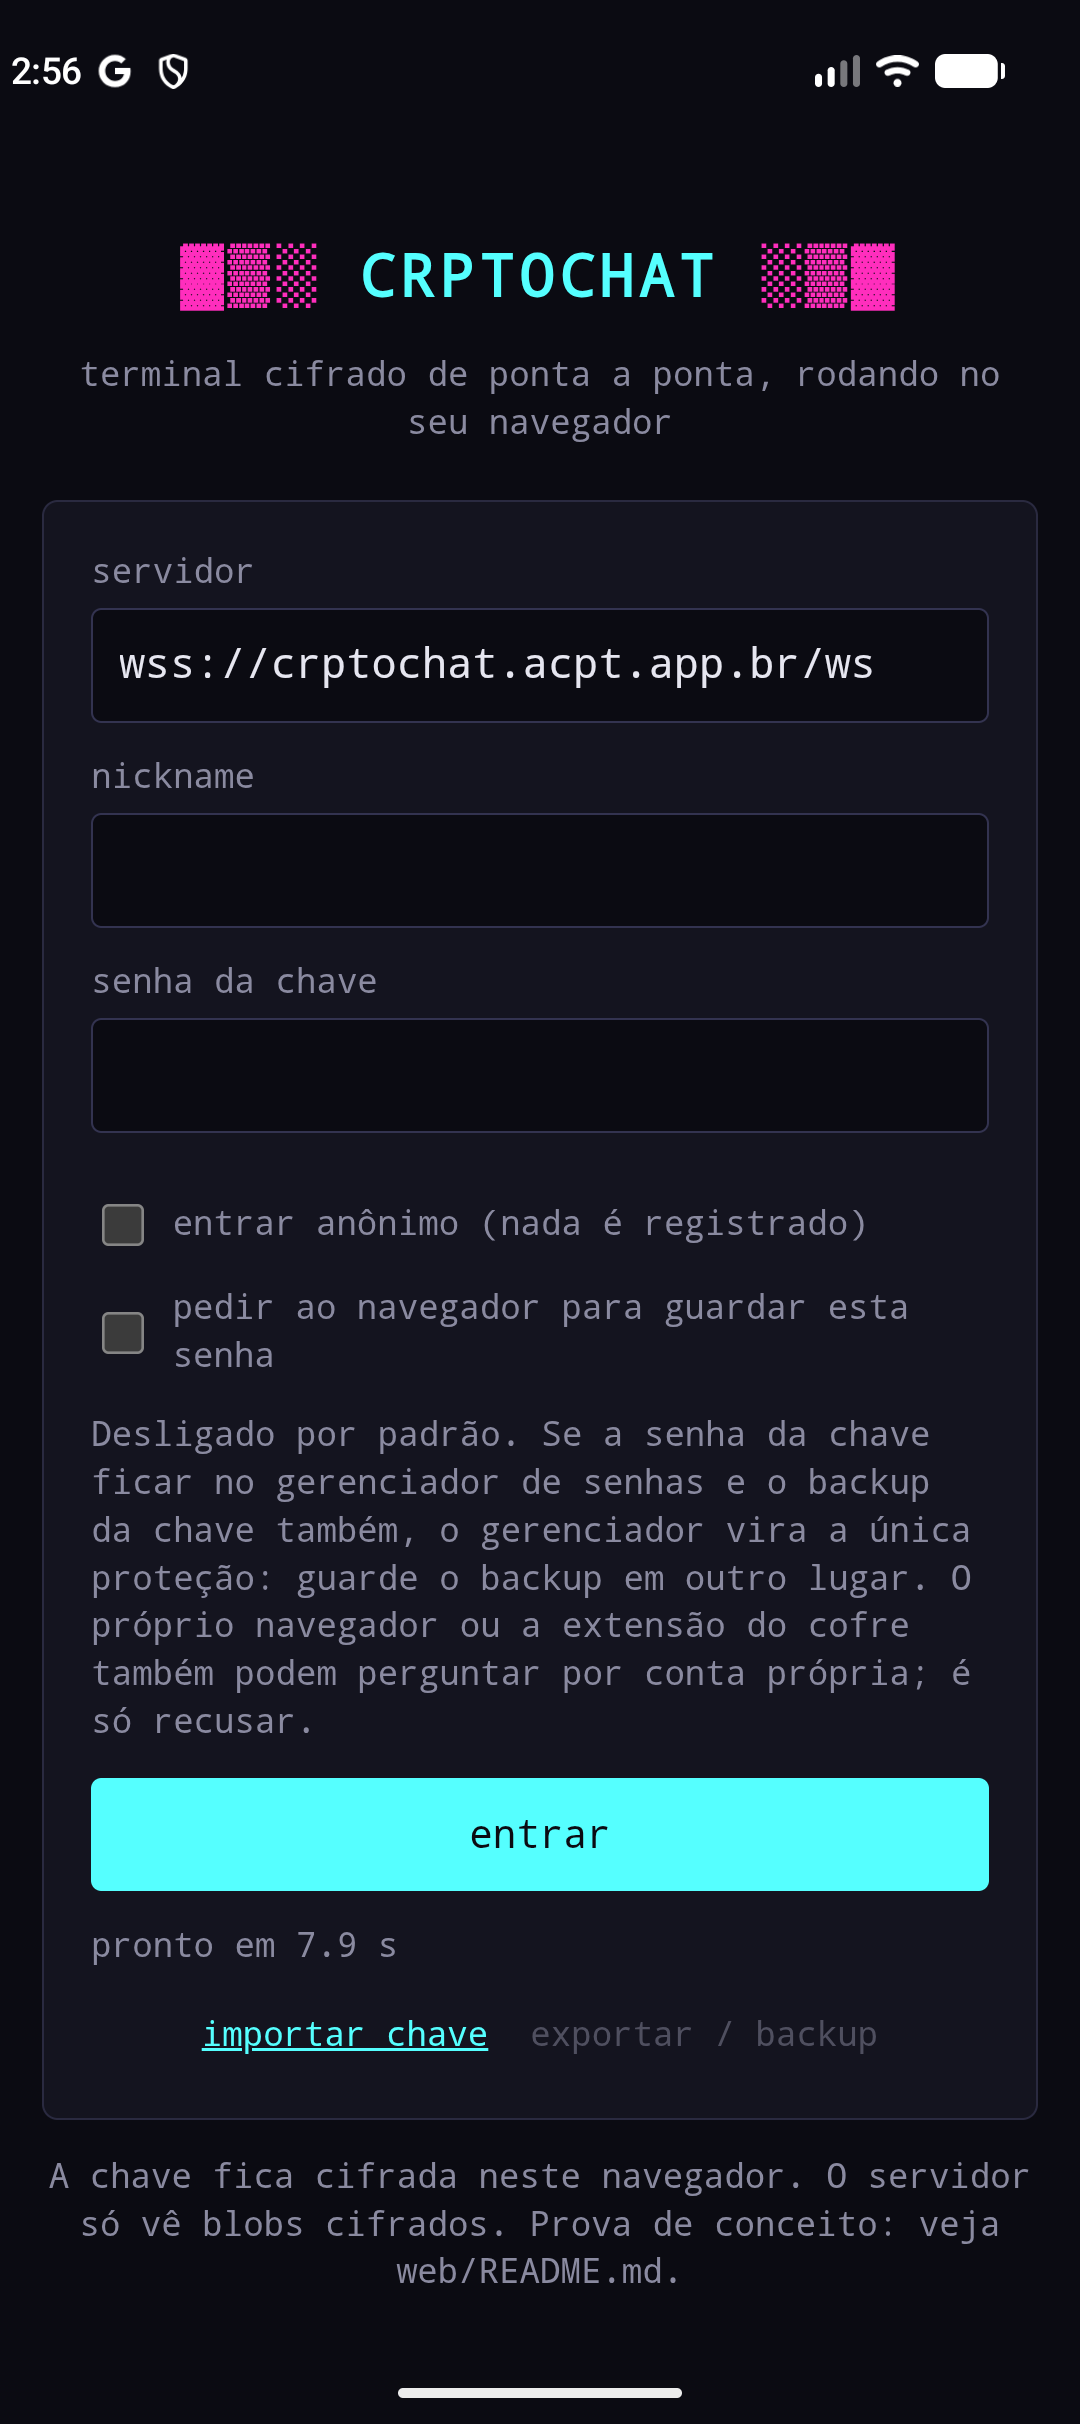 2:56
▓▒░ CRPTOCHAT ░▒▓
terminal cifrado de ponta a ponta, rodando no
seu navegador
servidor
wss://crptochat.acpt.app.br/ws
nickname
senha da chave
entrar anônimo (nada é registrado)
pedir ao navegador para guardar esta
senha
Desligado por padrão. Se a senha da chave
ficar no gerenciador de senhas e o backup
da chave também, o gerenciador vira a única
proteção: guarde o backup em outro lugar. O
próprio navegador ou a extensão do cofre
também podem perguntar por conta própria; é
só recusar.
entrar
pronto em 7.9 s
importar chave exportar / backup
A chave fica cifrada neste navegador. O servidor
só vê blobs cifrados. Prova de conceito: veja
web/README.md.